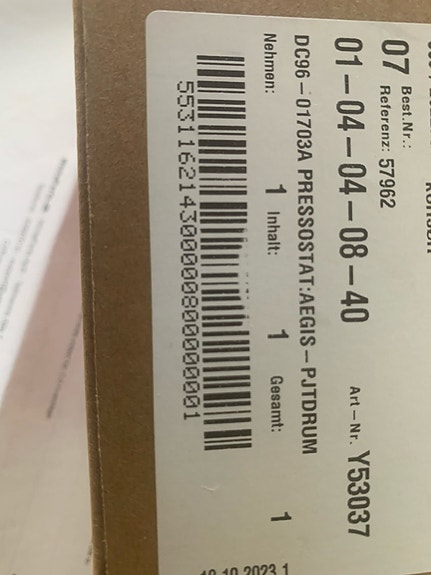 07 Best.Nr.:
Referenz: 57962
01-04-04-08-40 Art-Nr. Y53037
DC96-01703A PRESSOSTAT:AEGIS-PJTDRUM
Nehmen: 1 Inhalt: 1 Gesamt: 1
5531162143000000800000001